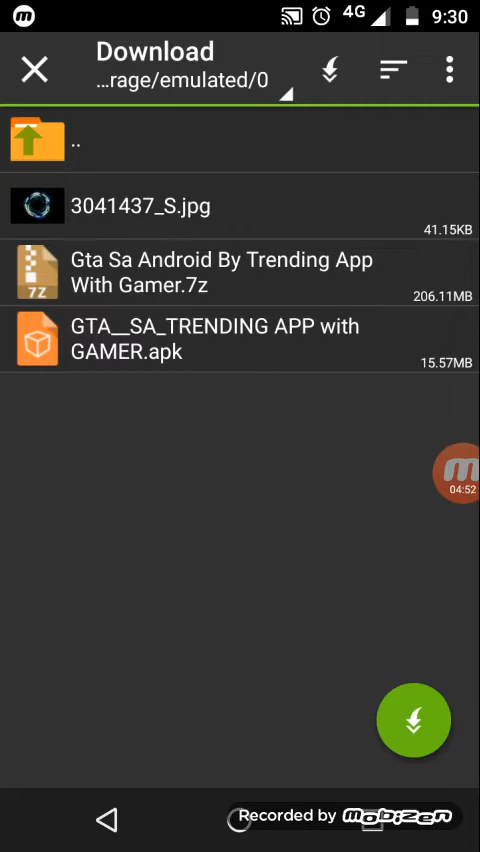 4G 9:30
Download
...rage/emulated/0
..
3041437_S.jpg
41.15KB
Gta Sa Android By Trending App
With Gamer.7z
7Z
206.11MB
GTA__SA_TRENDING APP with
GAMER.apk
15.57MB
04:52
Recorded by MOBIZEN